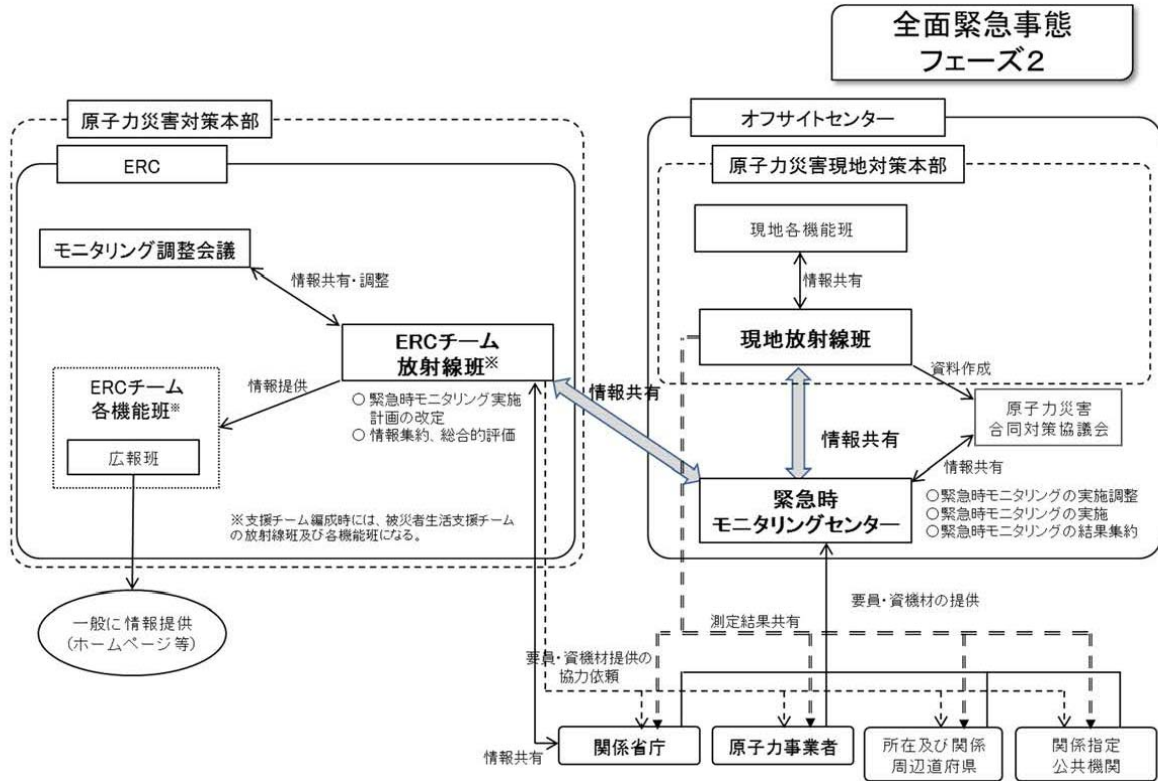 全面緊急事態
フェーズ2
原子力災害対策本部
ERC
モニタリング調整会議
情報共有・調整
ERCチーム
放射線班※
○緊急時モニタリング実施
計画の改定
○情報集約、総合的評価
情報提供
ERCチーム
各機能班※
広報班
※支援チーム編成時には、被災者生活支援チーム
の放射線班及び各機能班になる。
一般に情報提供
(ホームページ等)
オフサイトセンター
原子力災害現地対策本部
現地各機能班
情報共有
現地放射線班
資料作成
原子力災害
合同対策協議会
情報共有
情報共有
情報共有
緊急時
モニタリングセンター
○緊急時モニタリングの実施調整
○緊急時モニタリングの実施
○緊急時モニタリングの結果集約
要員・資機材の提供
測定結果共有
要員・資機材提供の
協力依頼
情報共有
関係省庁
原子力事業者
所在及び関係
周辺道府県
関係指定
公共機関